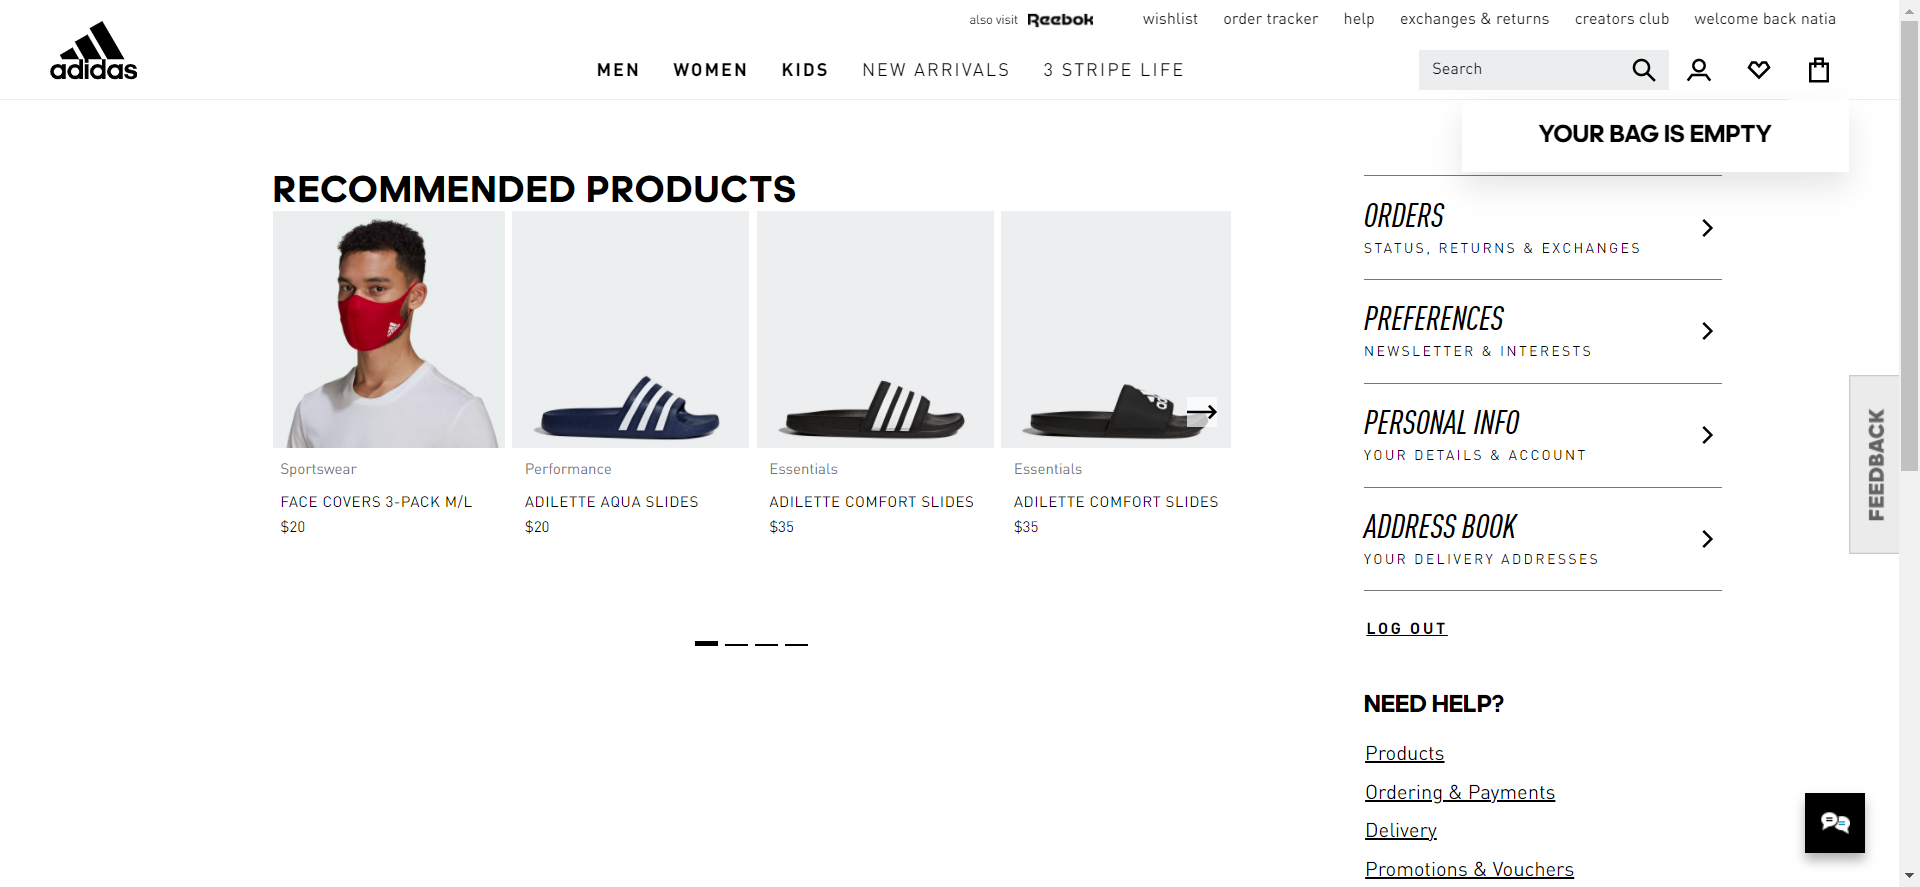 also visit Reebok wishlist order tracker help exchanges & returns creators club welcome back natia
adidas
MEN WOMEN KIDS NEW ARRIVALS 3 STRIPE LIFE
Search
YOUR BAG IS EMPTY
RECOMMENDED PRODUCTS
Sportswear
FACE COVERS 3-PACK M/L
$20
Performance
ADILETTE AQUA SLIDES
$20
Essentials
ADILETTE COMFORT SLIDES
$35
Essentials
ADILETTE COMFORT SLIDES
$35
ORDERS
STATUS, RETURNS & EXCHANGES
PREFERENCES
NEWSLETTER & INTERESTS
PERSONAL INFO
YOUR DETAILS & ACCOUNT
ADDRESS BOOK
YOUR DELIVERY ADDRESSES
LOG OUT
NEED HELP?
Products
Ordering & Payments
Delivery
Promotions & Vouchers
FEEDBACK